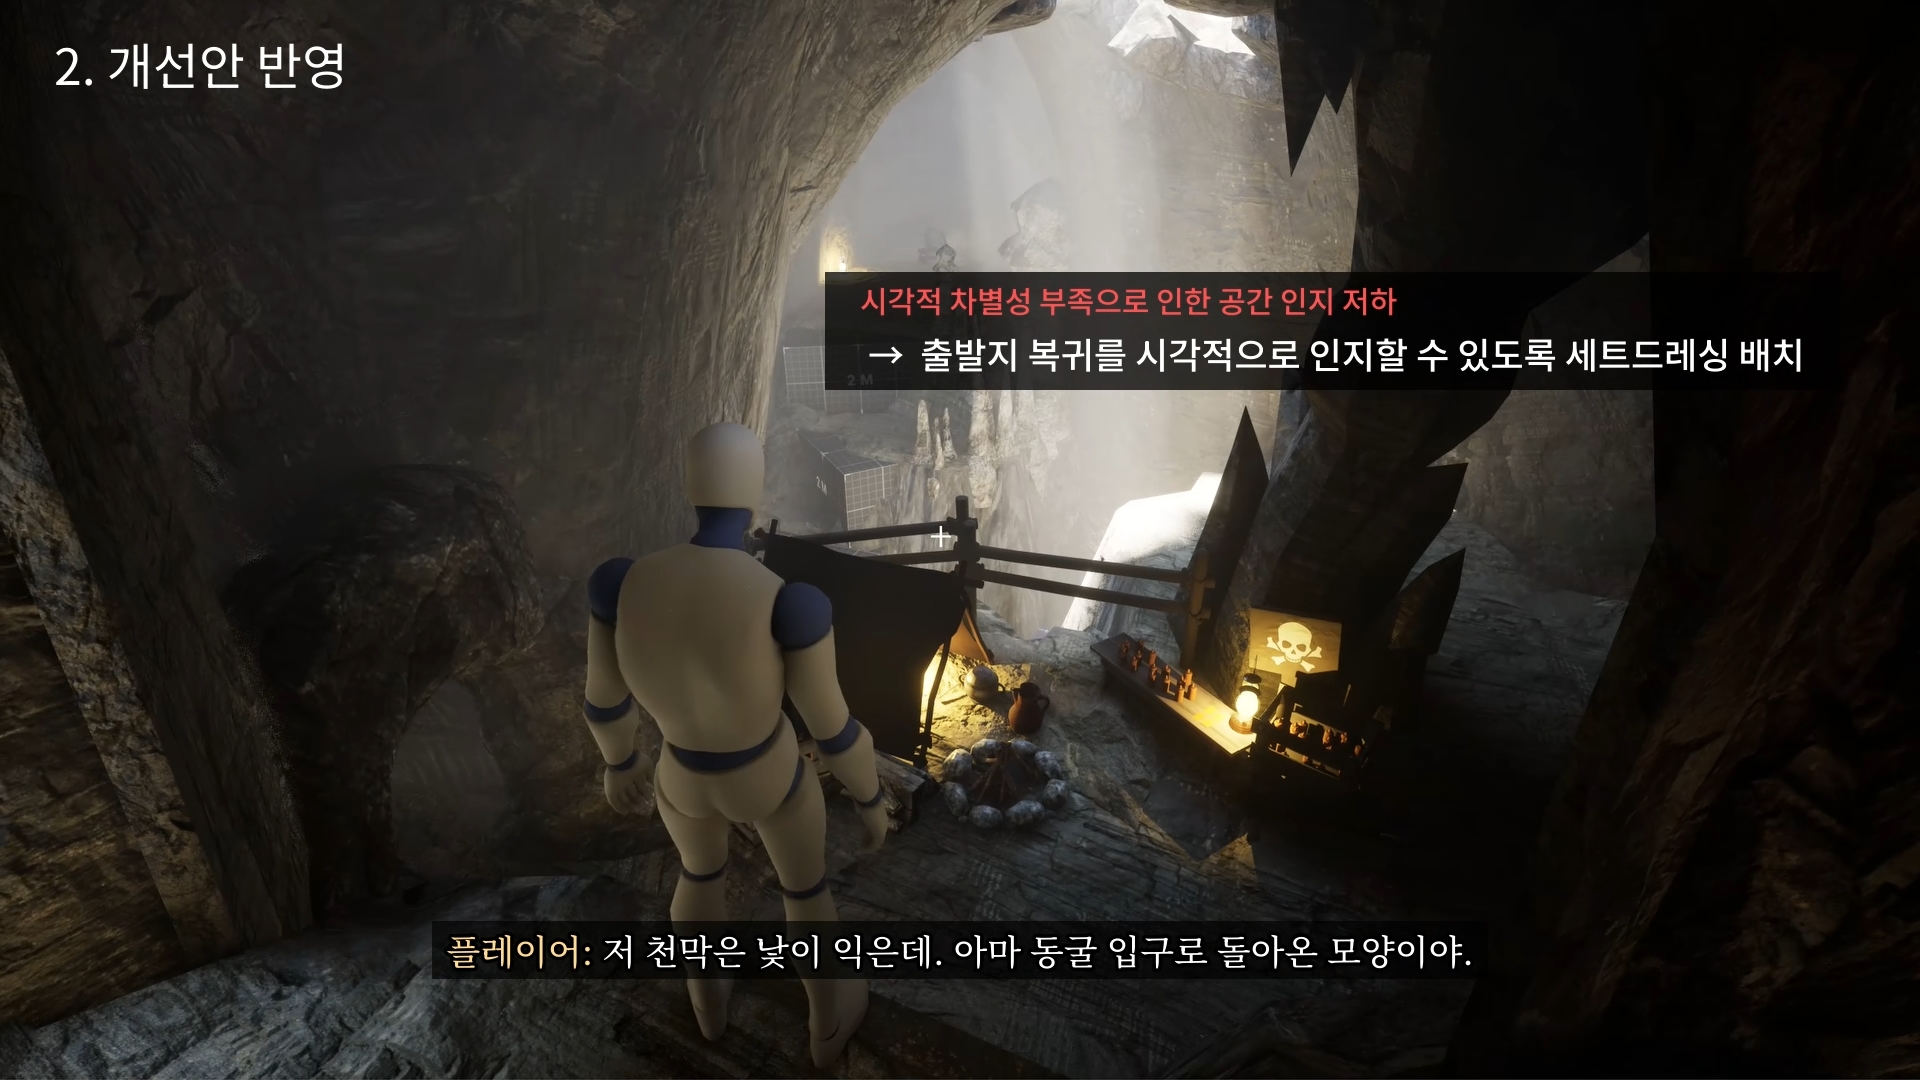 2. 개선안 반영
시각적 차별성 부족으로 인한 공간 인지 저하
→ 출발지 복귀를 시각적으로 인지할 수 있도록 세트드레싱 배치
2 M
2 M
플레이어: 저 천막은 낯이 익은데. 아마 동굴 입구로 돌아온 모양이야.